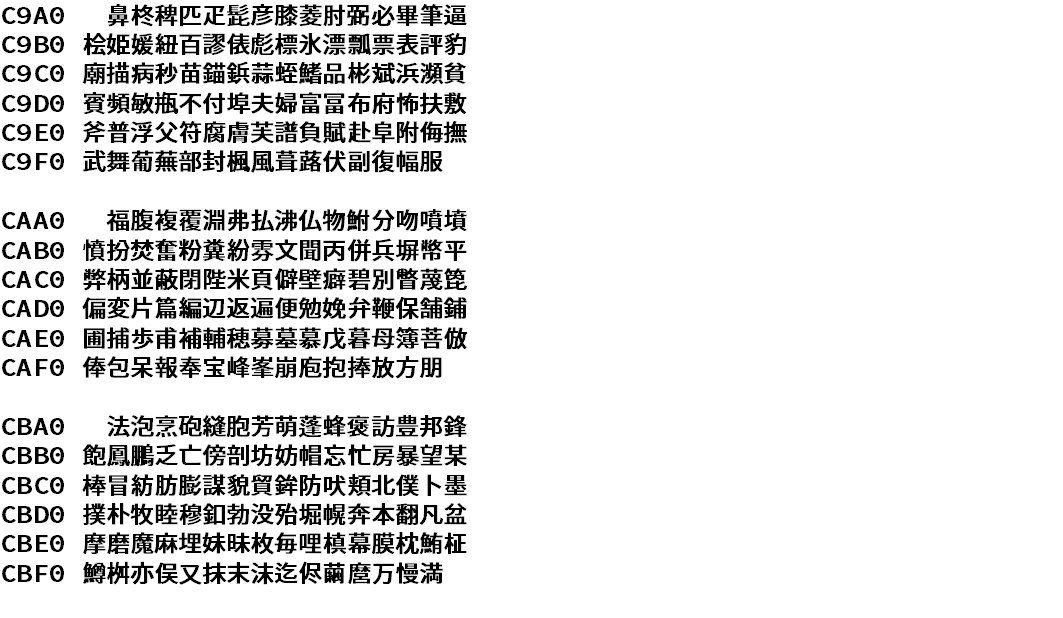 C9A0 鼻柊稗匹疋髭彦膝菱肘弼必畢筆逼
C9B0 桧姫媛紐百謬俵彪標氷漂瓢票表評豹
C9C0 廟描病秒苗錨鋲蒜蛭鰭品彬斌浜瀕貧
C9D0 賓頻敏瓶不付埠夫婦富冨布府怖扶敷
C9E0 斧普浮父符腐膚芙譜負賦赴阜附侮撫
C9F0 武舞葡蕪部封楓風葺蕗伏副復幅服
CAA0 福腹複覆淵弗払沸仏物鮒分吻噴墳
CAB0 憤扮焚奮粉糞紛雰文聞丙併兵塀幣平
CAC0 弊柄並蔽閉陛米頁僻壁癖碧別瞥蔑箆
CAD0 偏変片篇編辺返遍便勉娩弁鞭保舗鋪
CAE0 圃捕歩甫補輔穂募墓慕戊暮母簿菩倣
CAF0 俸包呆報奉宝峰峯崩庖抱捧放方朋
CBA0 法泡烹砲縫胞芳萌蓬蜂褒訪豊邦鋒
CBB0 飽鳳鵬乏亡傍剖坊妨帽忘忙房暴望某
CBC0 棒冒紡肪膨謀貌貿鉾防吠頬北僕卜墨
CBD0 撲朴牧睦穆釦勃没殆堀幌奔本翻凡盆
CBE0 摩磨魔麻埋妹昧枚毎哩槙幕膜枕鮪柾
CBF0 鱒桝亦俣又抹末沫迄侭繭麿万慢満